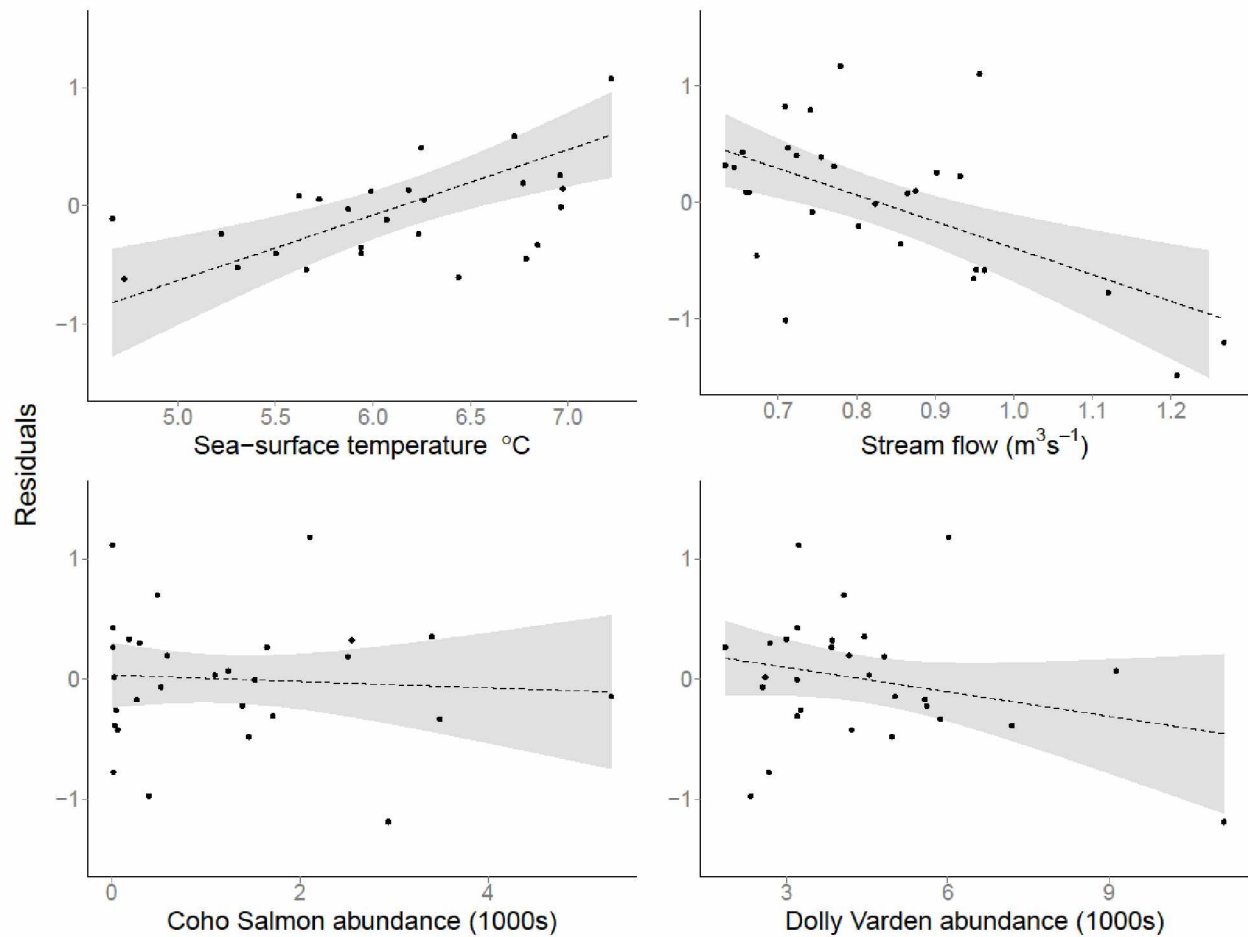 Residuals
1
0
−1
5.0 5.5 6.0 6.5 7.0
Sea−surface temperature °C
1
0
−1
0.7 0.8 0.9 1.0 1.1 1.2
Stream flow (m³s⁻¹)
1
0
−1
0 2 4
Coho Salmon abundance (1000s)
1
0
−1
3 6 9
Dolly Varden abundance (1000s)